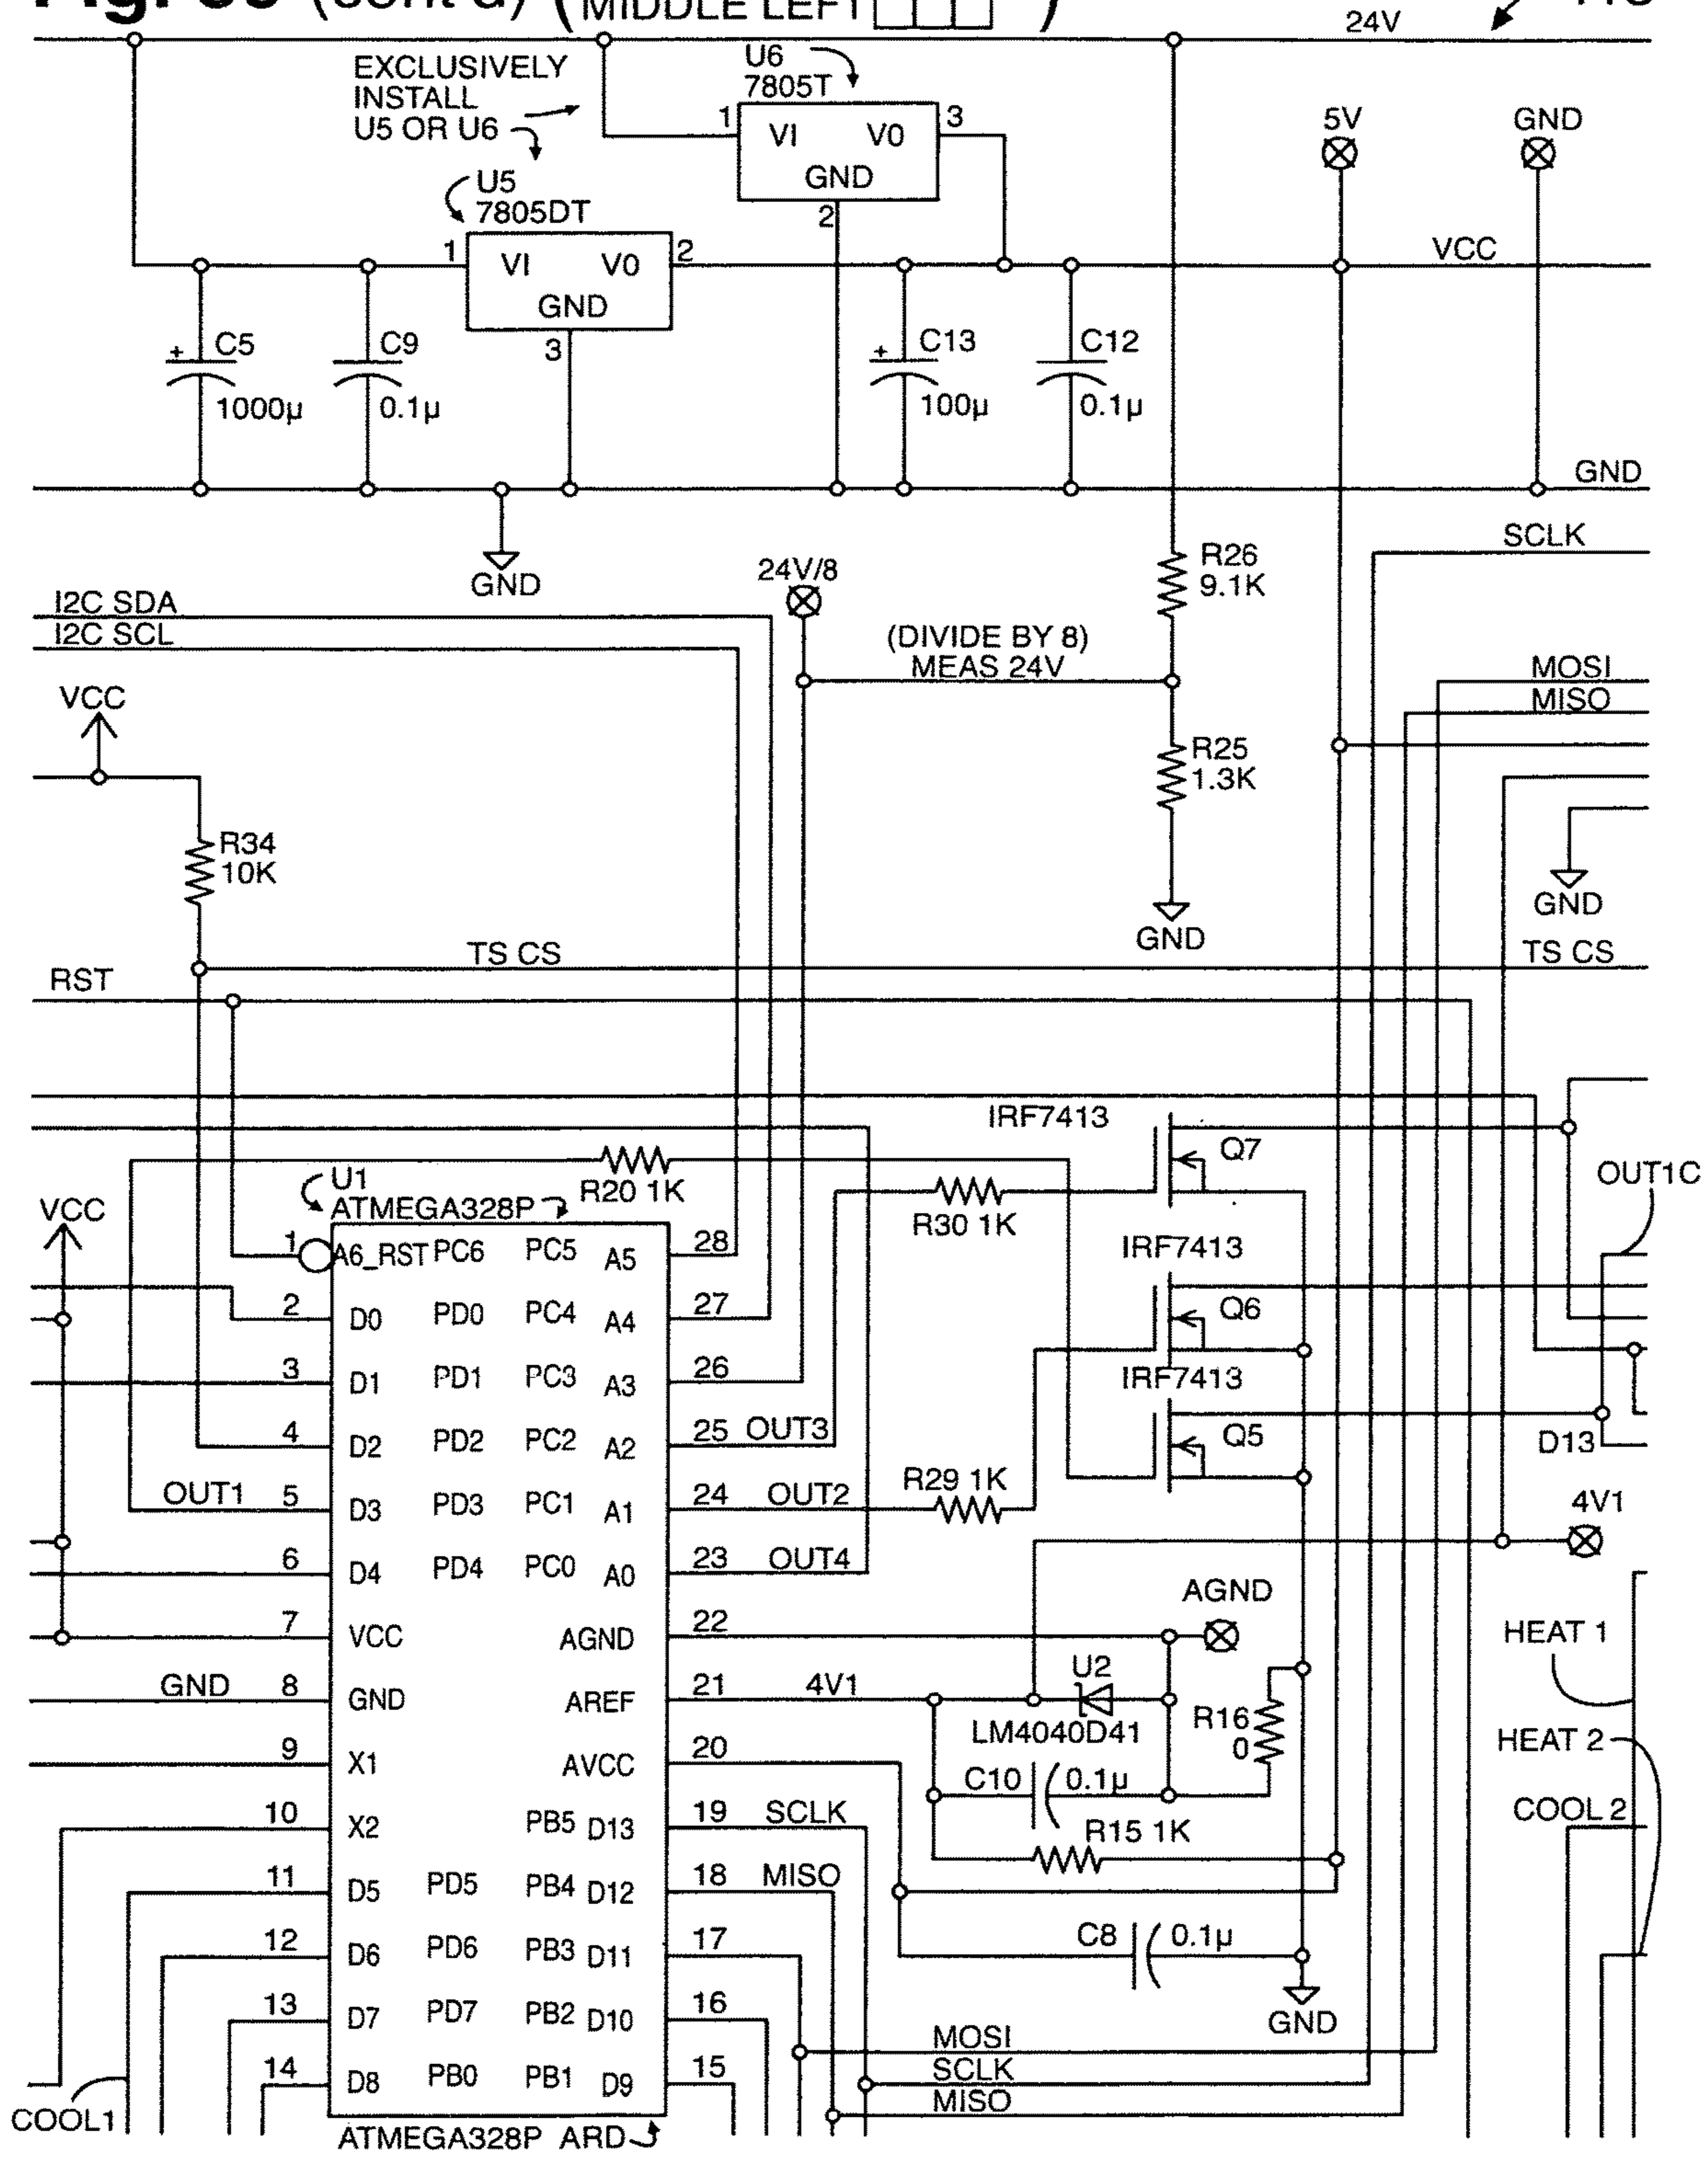 (cont'd) (MIDDLE LEFT )
24V
EXCLUSIVELY
INSTALL
U5 OR U6
U6
7805T
1 VI V0 3
GND
2
5V
GND
U5
7805DT
1 VI V0 2
GND
3
VCC
+ C5
1000µ
C9
0.1µ
+ C13
100µ
C12
0.1µ
GND
GND
SCLK
24V/8
R26
9.1K
I2C SDA
I2C SCL
(DIVIDE BY 8)
MEAS 24V
MOSI
MISO
VCC
R25
1.3K
R34
10K
GND
GND
TS CS
TS CS
RST
IRF7413
Q7
R20 1K
U1
ATMEGA328P
R30 1K
OUT1C
VCC
IRF7413
Q6
IRF7413
Q5
1 A6_RST PC6 PC5 A5 28
2 D0 PD0 PC4 A4 27
3 D1 PD1 PC3 A3 26
4 D2 PD2 PC2 A2 25 OUT3
D13
OUT1 5 D3 PD3 PC1 A1 24 OUT2
R29 1K
4V1
6 D4 PD4 PC0 A0 23 OUT4
AGND
7 VCC AGND 22
HEAT 1
U2
GND 8 GND AREF 21 4V1
LM4040D41
R16
0
HEAT 2
9 X1 AVCC 20
C10 0.1µ
COOL 2
10 X2 PB5 D13 19 SCLK
R15 1K
11 D5 PD5 PB4 D12 18 MISO
12 D6 PD6 PB3 D11 17
C8 0.1µ
13 D7 PD7 PB2 D10 16
GND
MOSI
14 D8 PB0 PB1 D9 15
SCLK
MISO
COOL1
ATMEGA328P ARD